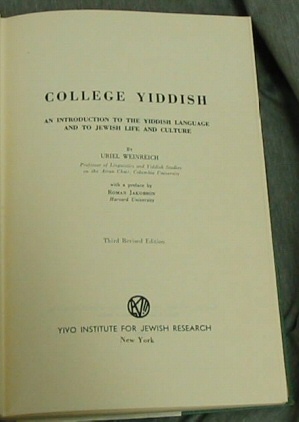 COLLEGE YIDDISH
AN INTRODUCTION TO THE YIDDISH LANGUAGE
AND TO JEWISH LIFE AND CULTURE
BY
URIEL WEINREICH
Professor of Linguistics and Yiddish Studies
on the Atran Chair, Columbia University
with a preface by
ROMAN JAKOBSON
Harvard University
Third Revised Edition
YIVO
YIVO INSTITUTE FOR JEWISH RESEARCH
New York